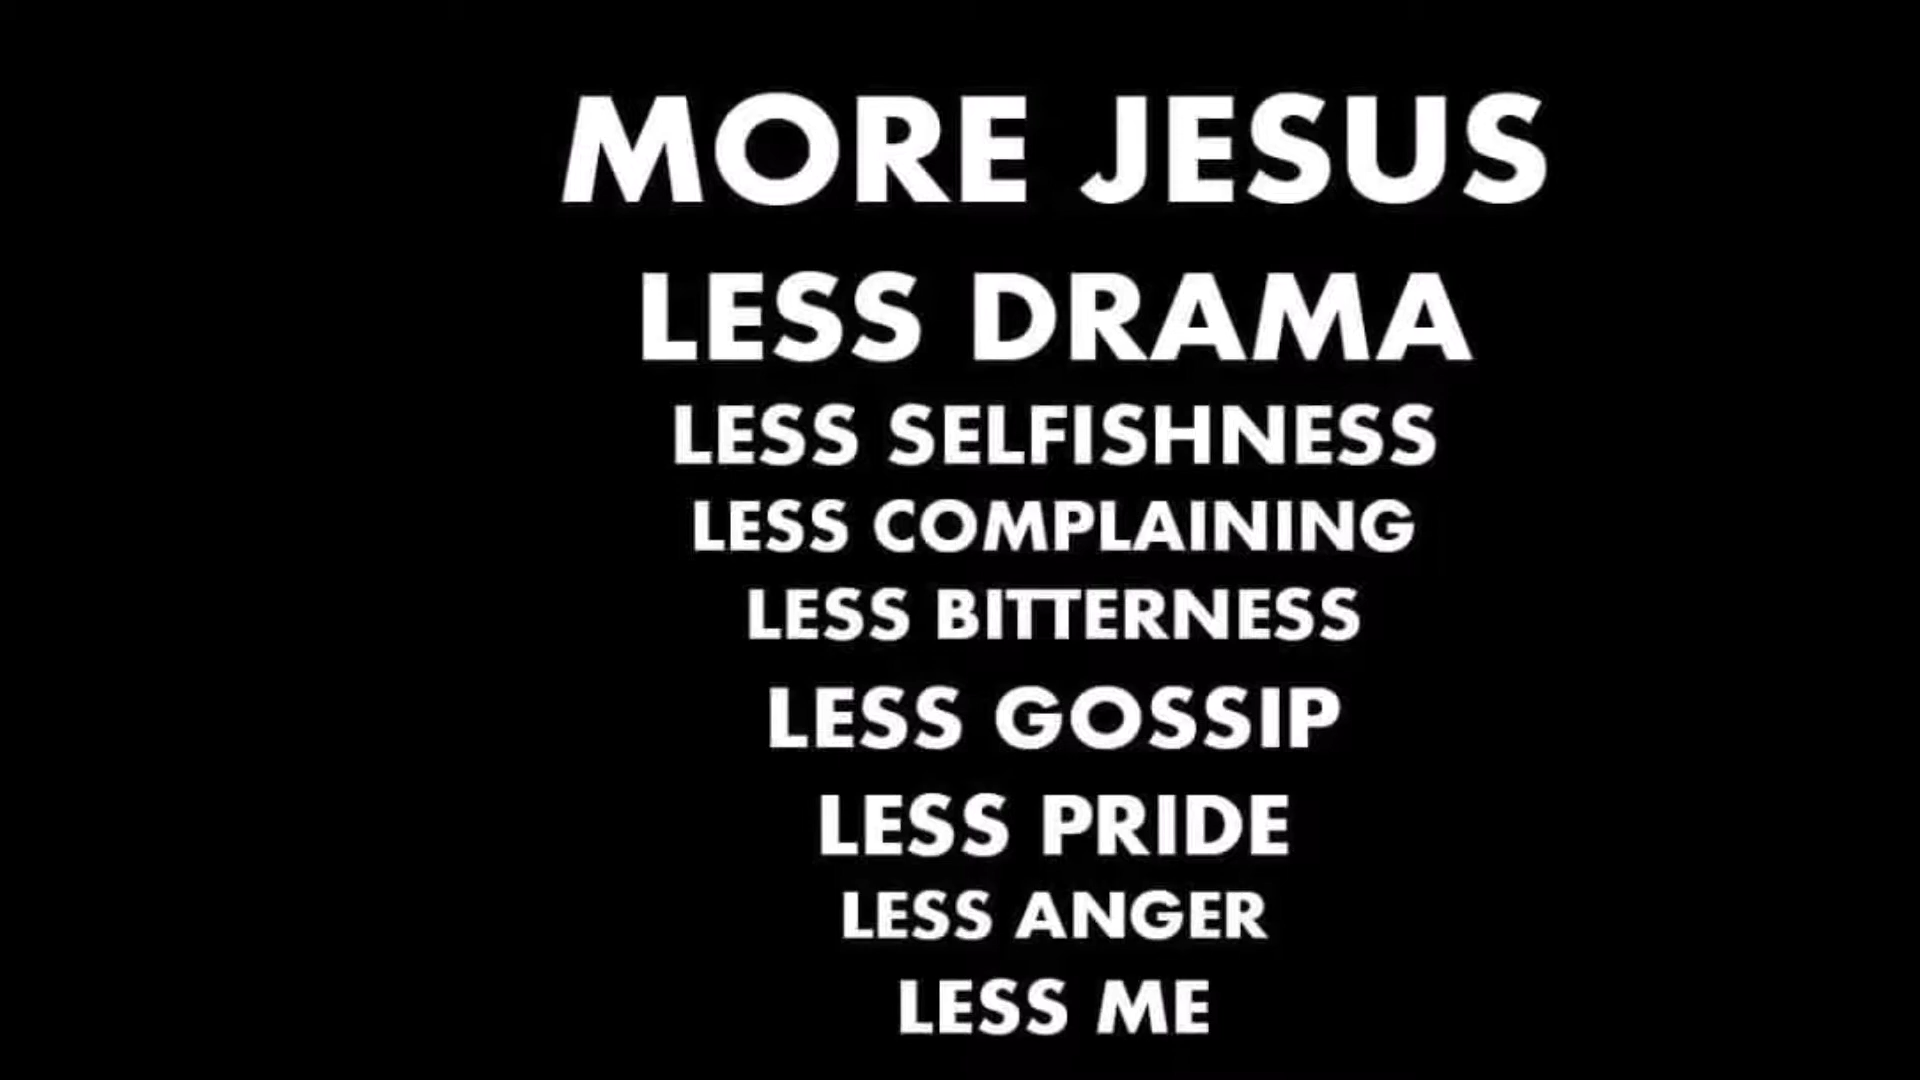 MORE JESUS
LESS DRAMA
LESS SELFISHNESS
LESS COMPLAINING
LESS BITTERNESS
LESS GOSSIP
LESS PRIDE
LESS ANGER
LESS ME